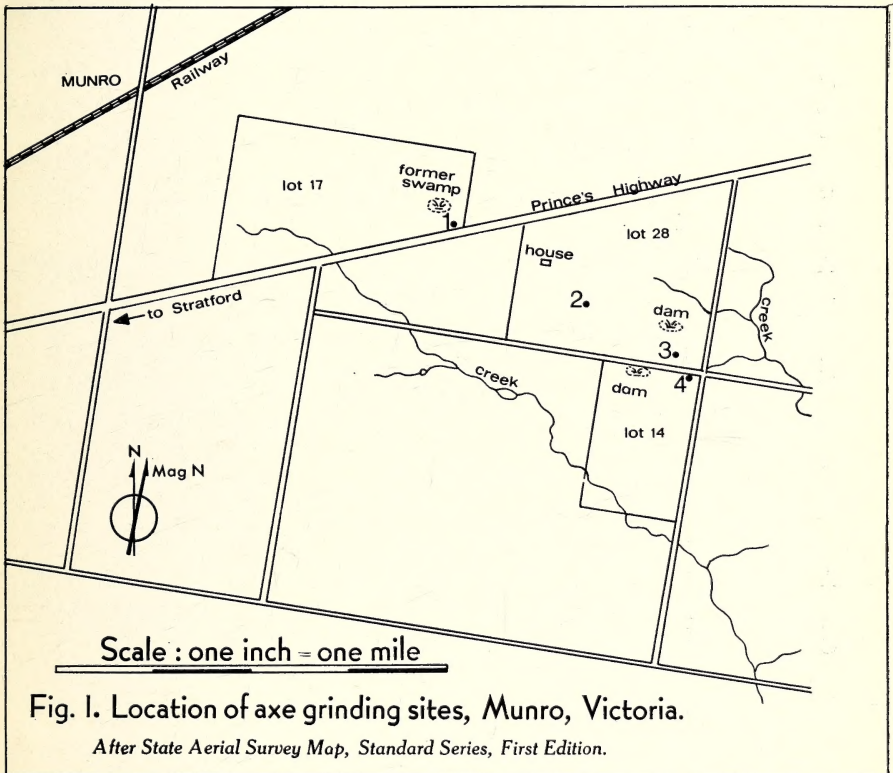 MUNRO
Railway
lot 17
former
swamp
1
Prince's Highway
lot 28
house
to Stratford
2
dam
creek
3
creek
dam
4
lot 14
N
Mag N
Scale : one inch = one mile
Fig. 1. Location of axe grinding sites, Munro, Victoria.
After State Aerial Survey Map, Standard Series, First Edition.